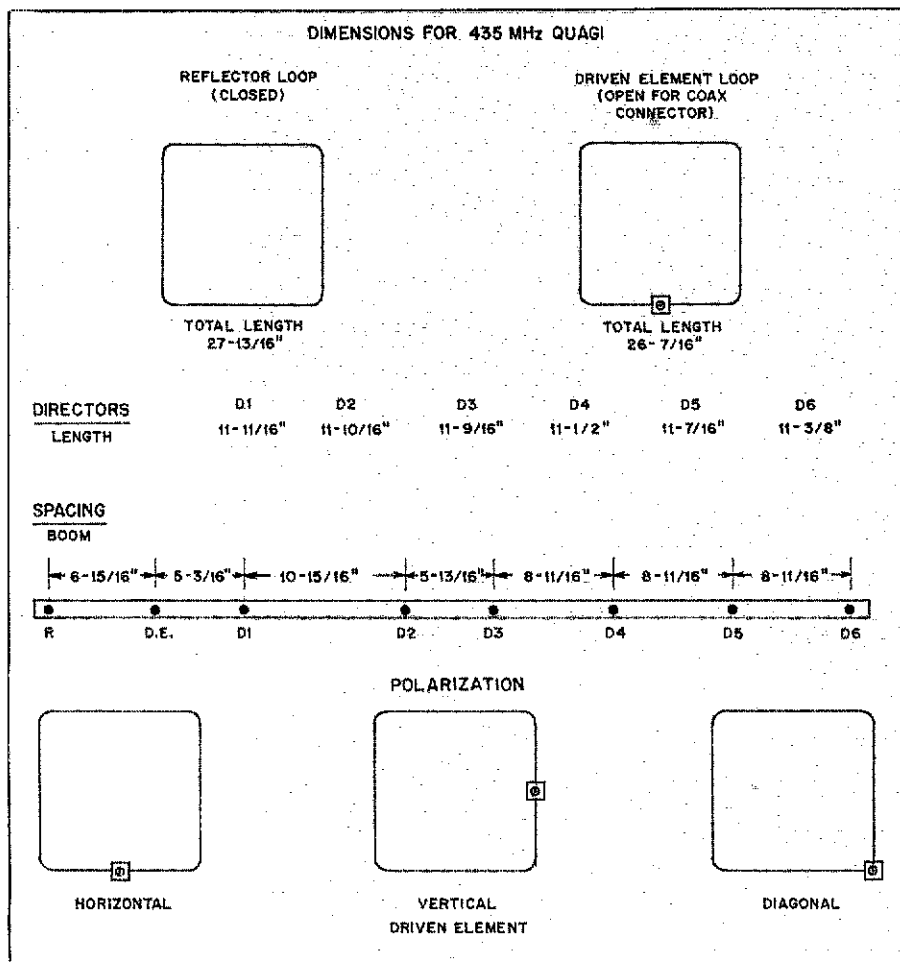 DIMENSIONS FOR 435 MHz QUAGI
REFLECTOR LOOP
(CLOSED)
DRIVEN ELEMENT LOOP
(OPEN FOR COAX
CONNECTOR)
TOTAL LENGTH
27-13/16"
TOTAL LENGTH
26-7/16"
DIRECTORS
LENGTH
D1 D2 D3 D4 D5 D6
11-11/16" 11-10/16" 11-9/16" 11-1/2" 11-7/16" 11-3/8"
SPACING
BOOM
6-15/16" 5-3/16" 10-15/16" 5-13/16" 8-11/16" 8-11/16" 8-11/16"
R D.E. D1 D2 D3 D4 D5 D6
POLARIZATION
HORIZONTAL
VERTICAL
DIAGONAL
DRIVEN ELEMENT